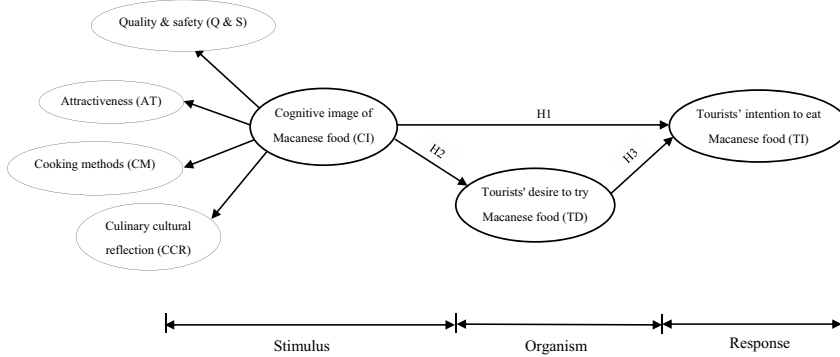 Quality & safety (Q & S)
Attractiveness (AT)
Cooking methods (CM)
Culinary cultural
reflection (CCR)
Cognitive image of
Macanese food (CI)
H1
H2
H3
Tourists' desire to try
Macanese food (TD)
Tourists’ intention to eat
Macanese food (TI)
Stimulus
Organism
Response